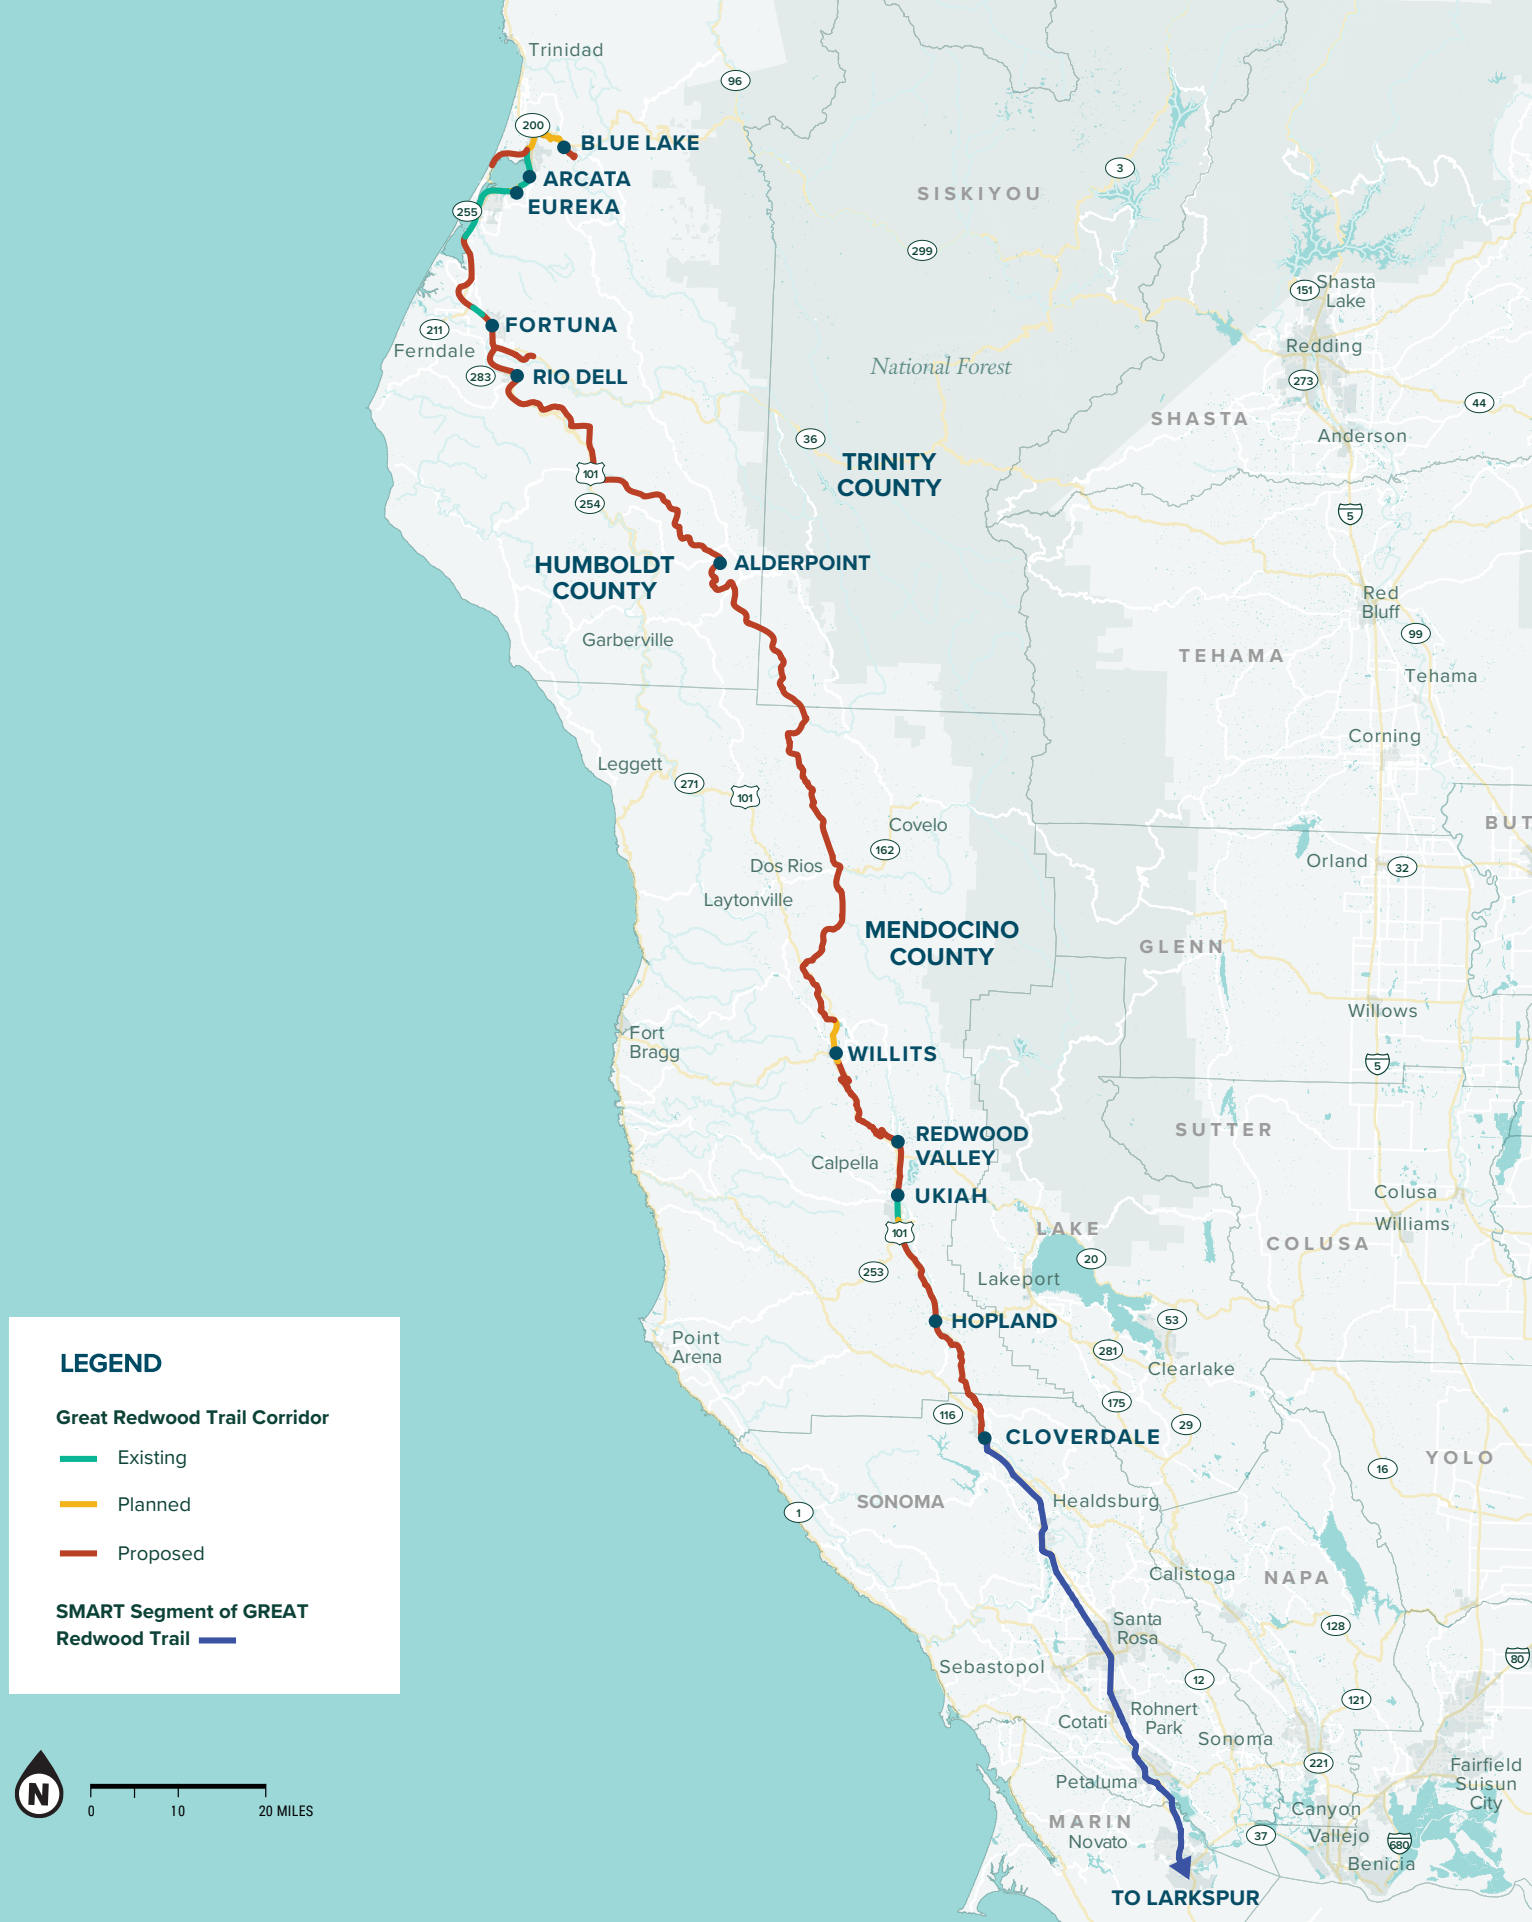 Trinidad
96
200
BLUE LAKE
3
ARCATA
SISKIYOU
EUREKA
255
299
151
Shasta
Lake
FORTUNA
211
Ferndale
Redding
National Forest
283
RIO DELL
273
44
SHASTA
36
Anderson
TRINITY
COUNTY
101
254
5
HUMBOLDT
COUNTY
ALDERPOINT
Red
Bluff
99
Garberville
TEHAMA
Tehama
Corning
Leggett
271
101
Covelo
BUT
162
Dos Rios
Orland
32
Laytonville
MENDOCINO
COUNTY
GLENN
Willows
Fort
Bragg
WILLITS
5
REDWOOD
VALLEY
SUTTER
Calpella
UKIAH
Colusa
Williams
101
LAKE
COLUSA
20
253
Lakeport
HOPLAND
53
Point
Arena
281
Clearlake
175
116
29
CLOVERDALE
16
YOLO
SONOMA
Healdsburg
1
Calistoga
NAPA
Santa
Rosa
128
80
Sebastopol
12
121
Rohnert
Park
Cotati
Sonoma
221
Fairfield
Suisun
City
Petaluma
Canyon
MARIN
Novato
37
Vallejo
680
Benicia
TO LARKSPUR
LEGEND
Great Redwood Trail Corridor
Existing
Planned
Proposed
SMART Segment of GREAT
Redwood Trail
N
0 10 20 MILES